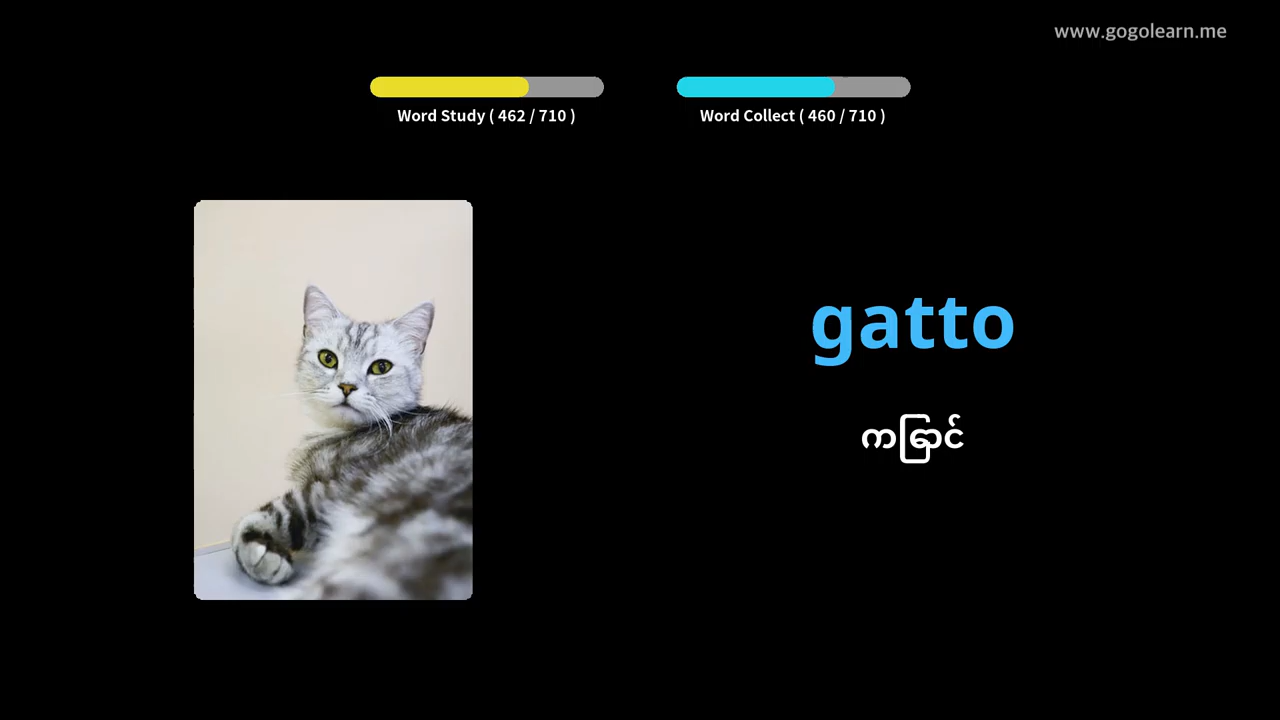 www.gogolearn.me
Word Study ( 462 / 710 )
Word Collect ( 460 / 710 )
gatto
ကြောင်